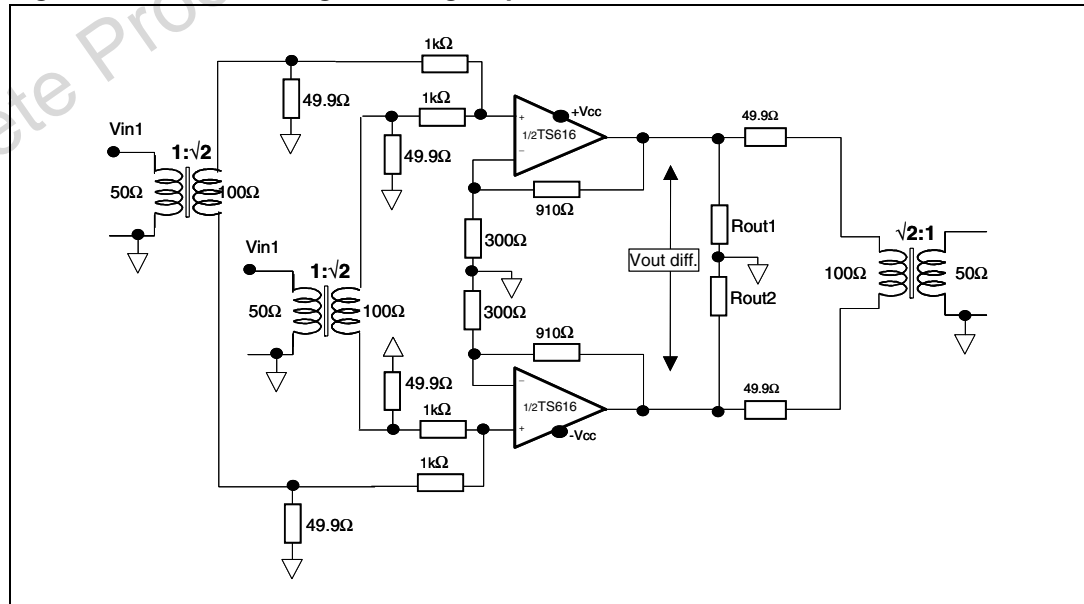 1kΩ
49.9Ω
1kΩ
+Vcc
Vin1
+
1/2TS616
–
49.9Ω
49.9Ω
1:√2
50Ω
100Ω
910Ω
Rout1
300Ω
√2:1
Vin1
Vout diff.
1:√2
100Ω
50Ω
Rout2
50Ω
100Ω
300Ω
910Ω
49.9Ω
–
49.9Ω
1kΩ
1/2TS616
+
-Vcc
1kΩ
49.9Ω